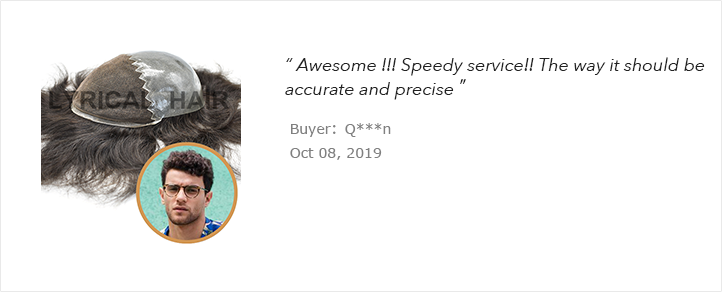 LYRICAL HAIR
“ Awesome !!! Speedy service!! The way it should be
accurate and precise ”
Buyer: Q***n
Oct 08, 2019